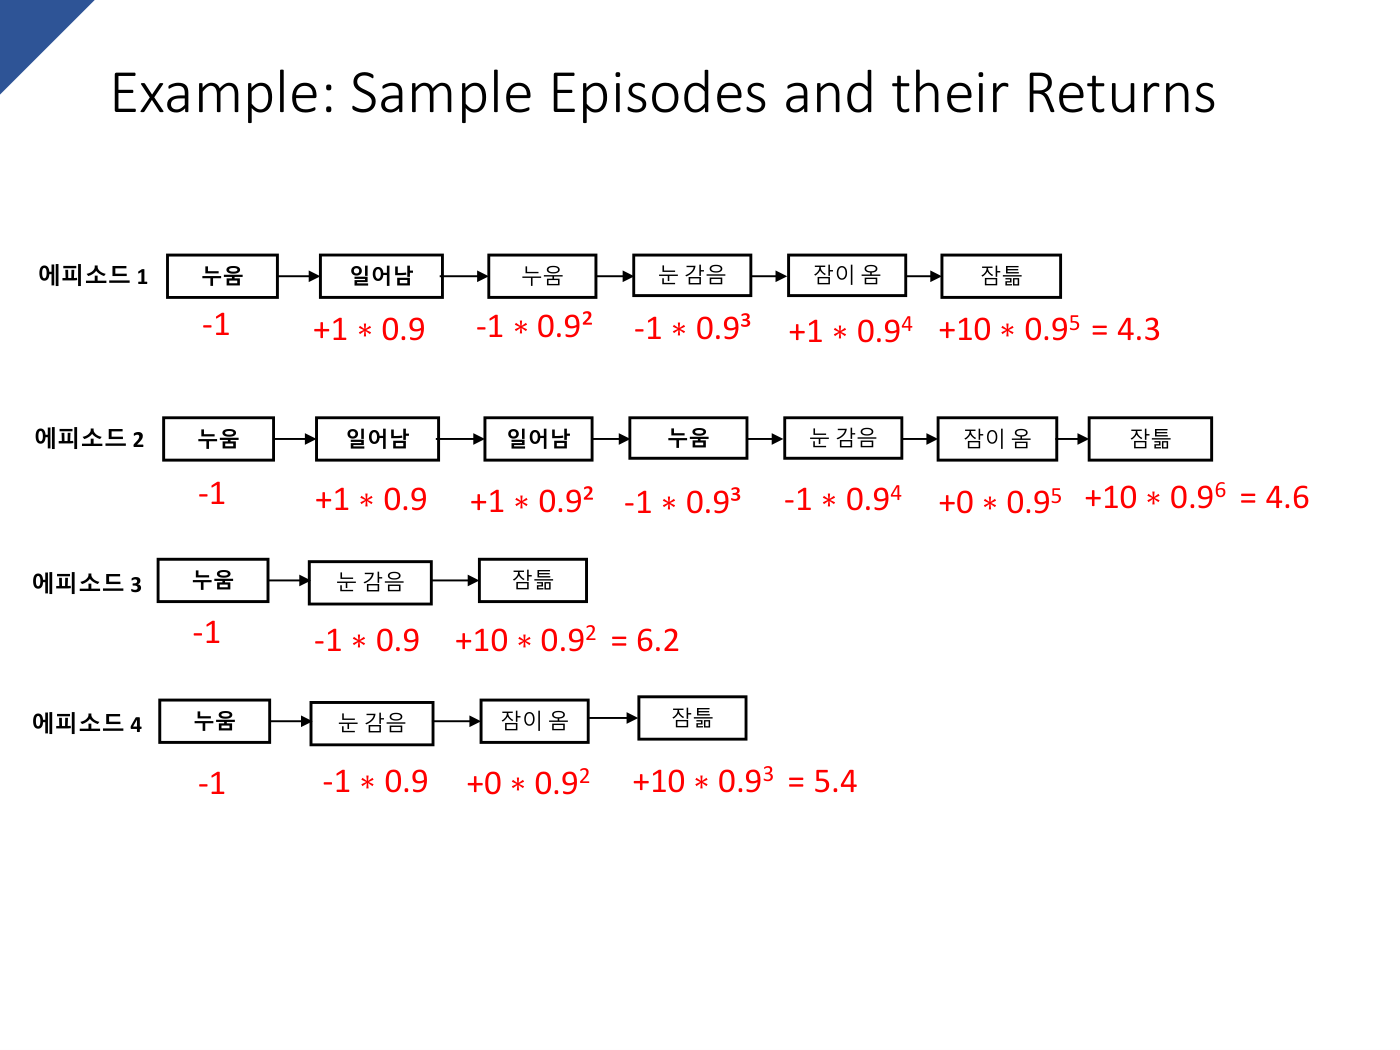 Example: Sample Episodes and their Returns
에피소드 1 누움 일어남 누움 눈 감음 잠이 옴 잠듦
-1 +1 ∗ 0.9 -1 ∗ 0.9² -1 ∗ 0.9³ +1 ∗ 0.9⁴ +10 ∗ 0.9⁵ = 4.3
에피소드 2 누움 일어남 일어남 누움 눈 감음 잠이 옴 잠듦
-1 +1 ∗ 0.9 +1 ∗ 0.9² -1 ∗ 0.9³ -1 ∗ 0.9⁴ +0 ∗ 0.9⁵ +10 ∗ 0.9⁶ = 4.6
에피소드 3 누움 눈 감음 잠듦
-1 -1 ∗ 0.9 +10 ∗ 0.9² = 6.2
에피소드 4 누움 눈 감음 잠이 옴 잠듦
-1 -1 ∗ 0.9 +0 ∗ 0.9² +10 ∗ 0.9³ = 5.4